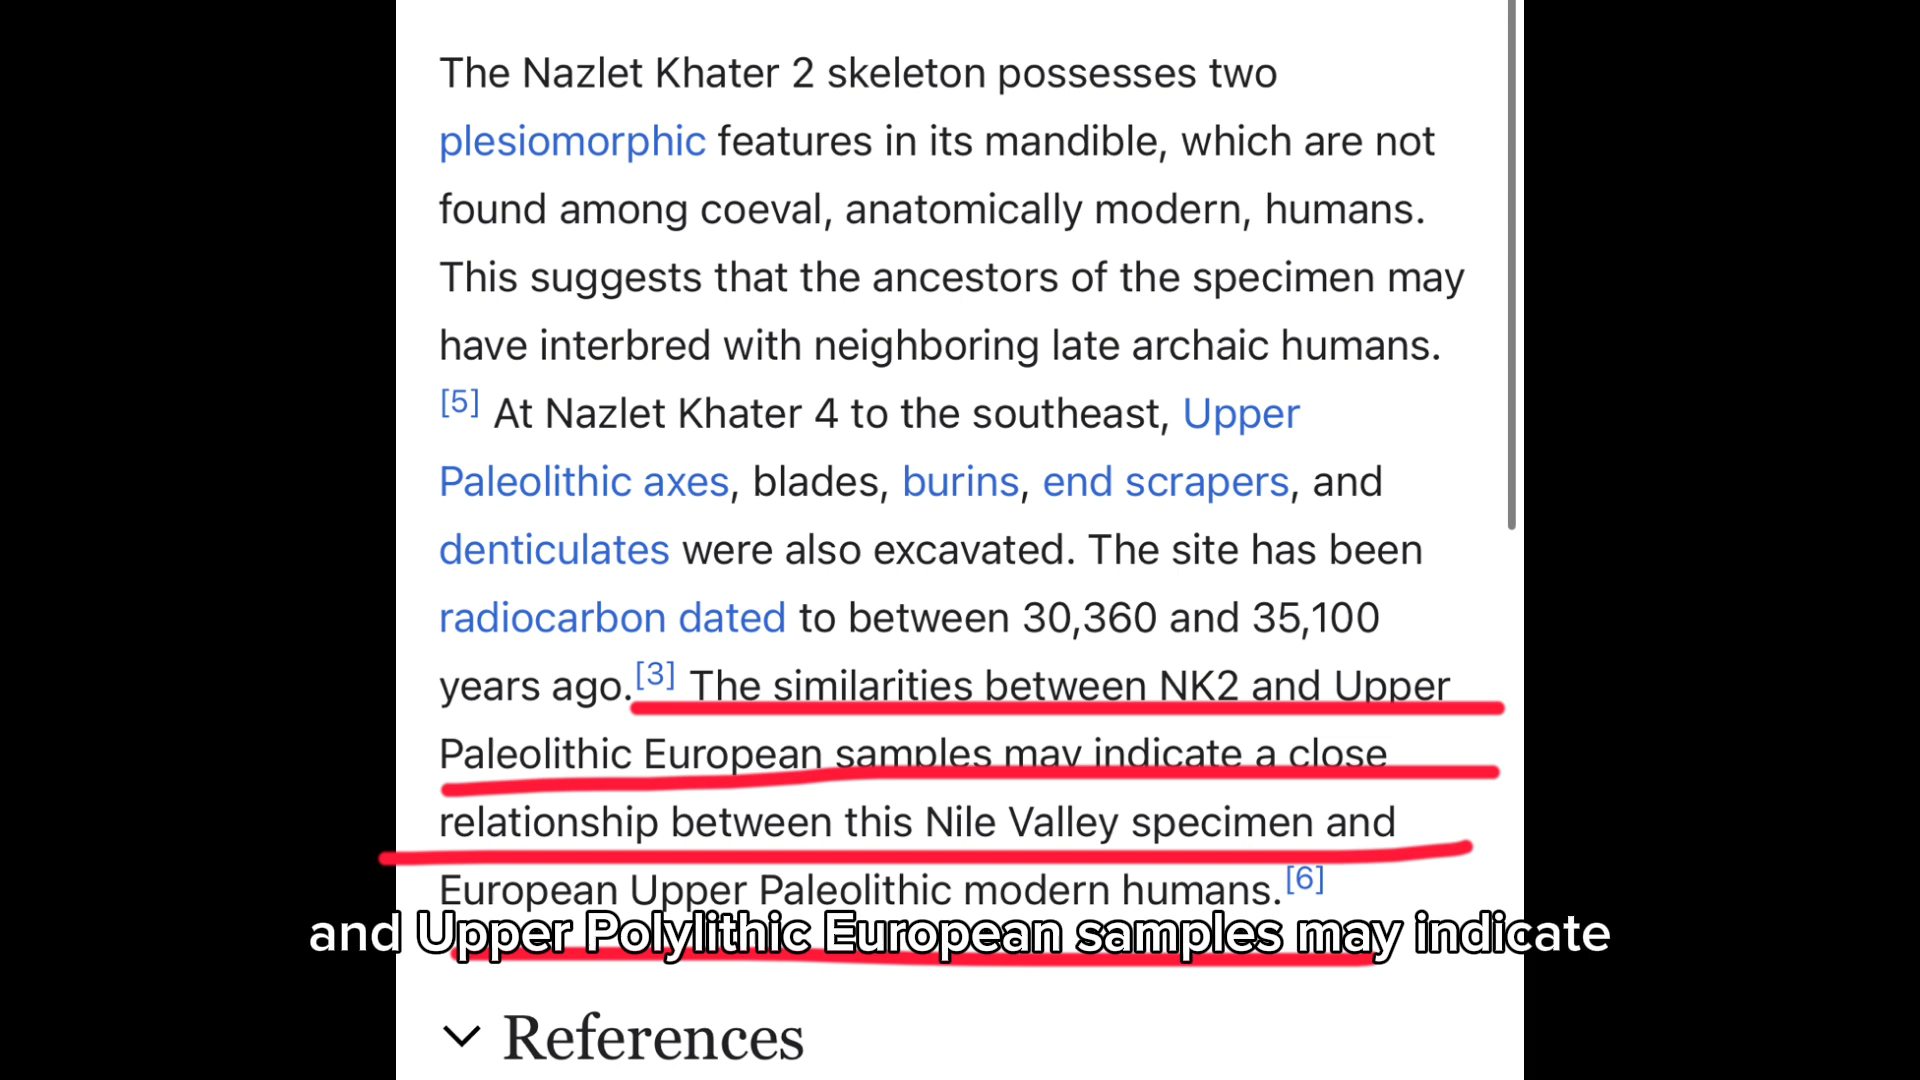 The Nazlet Khater 2 skeleton possesses two
plesiomorphic features in its mandible, which are not
found among coeval, anatomically modern, humans.
This suggests that the ancestors of the specimen may
have interbred with neighboring late archaic humans.
[5] At Nazlet Khater 4 to the southeast, Upper
Paleolithic axes, blades, burins, end scrapers, and
denticulates were also excavated. The site has been
radiocarbon dated to between 30,360 and 35,100
years ago.[3] The similarities between NK2 and Upper
Paleolithic European samples may indicate a close
relationship between this Nile Valley specimen and
European Upper Paleolithic modern humans.[6]
and Upper Polylithic European samples may indicate
References